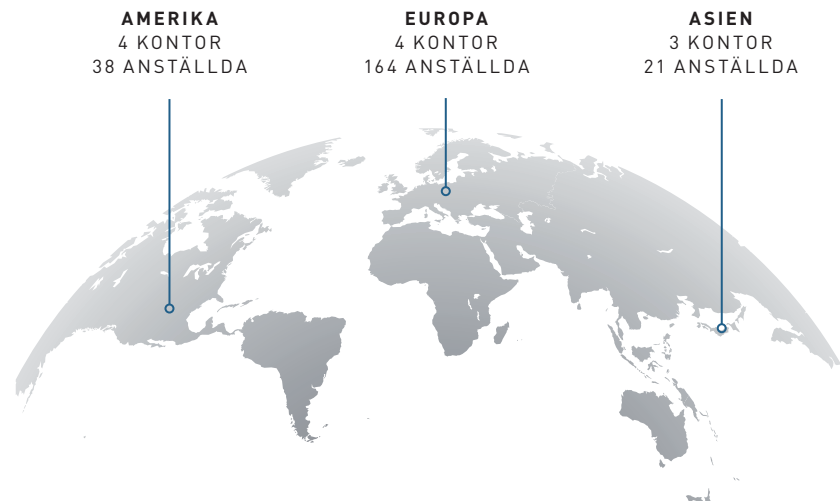 AMERIKA
4 KONTOR
38 ANSTÄLLDA
EUROPA
4 KONTOR
164 ANSTÄLLDA
ASIEN
3 KONTOR
21 ANSTÄLLDA